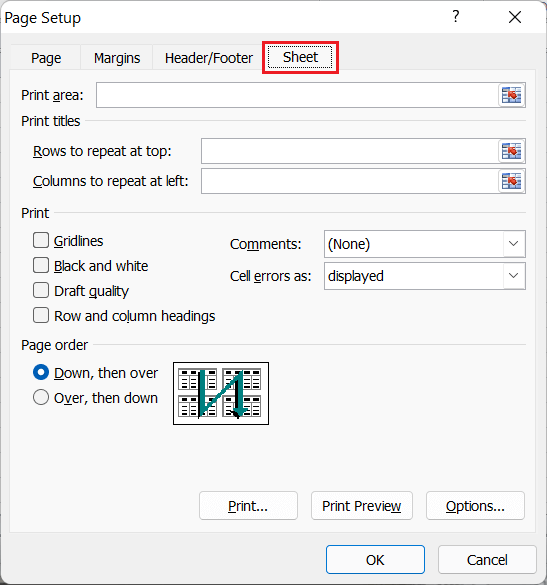 Page Setup ?
Page Margins Header/Footer Sheet
Print area:
Print titles
Rows to repeat at top:
Columns to repeat at left:
Print
Gridlines Comments: (None)
Black and white Cell errors as: displayed
Draft quality
Row and column headings
Page order
Down, then over
Over, then down
Print... Print Preview Options...
OK Cancel